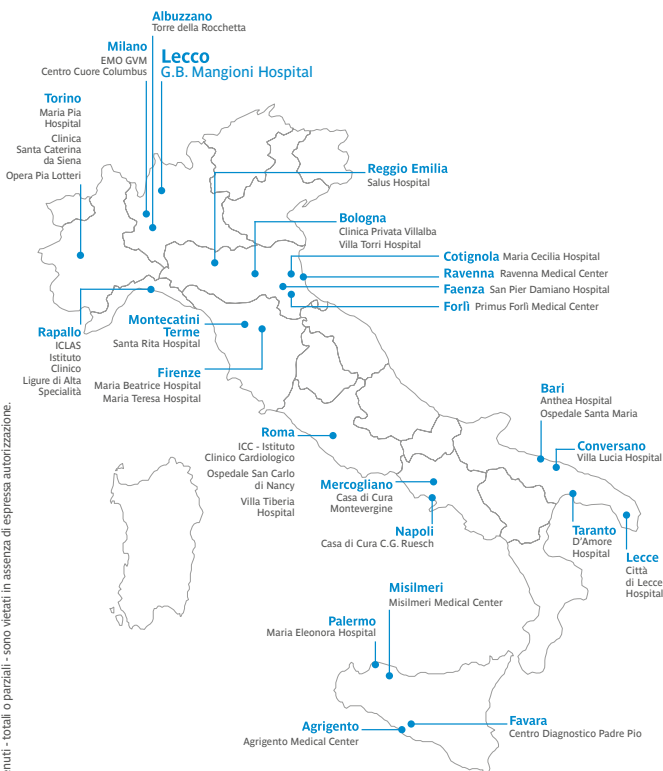 Albuzzano
Torre della Rocchetta
Milano
EMO GVM
Centro Cuore Columbus
Lecco
G.B. Mangioni Hospital
Torino
Maria Pia
Hospital
Clinica
Santa Caterina
da Siena
Opera Pia Lotteri
Reggio Emilia
Salus Hospital
Bologna
Clinica Privata Villalba
Villa Torri Hospital
Cotignola Maria Cecilia Hospital
Ravenna Ravenna Medical Center
Faenza San Pier Damiano Hospital
Forlì Primus Forlì Medical Center
Rapallo
ICLAS
Istituto
Clinico
Ligure di Alta
Specialità
Montecatini
Terme
Santa Rita Hospital
Firenze
Maria Beatrice Hospital
Maria Teresa Hospital
Bari
Anthea Hospital
Ospedale Santa Maria
Conversano
Villa Lucia Hospital
Roma
ICC - Istituto
Clinico Cardiologico
Ospedale San Carlo
di Nancy
Villa Tiberia
Hospital
Mercogliano
Casa di Cura
Montevergine
Napoli
Casa di Cura C.G. Ruesch
Taranto
D'Amore
Hospital
Lecce
Città
di Lecce
Hospital
Misilmeri
Misilmeri Medical Center
Palermo
Maria Eleonora Hospital
Agrigento
Agrigento Medical Center
Favara
Centro Diagnostico Padre Pio
- totali o parziali - sono vietati in assenza di espressa autorizzazione.